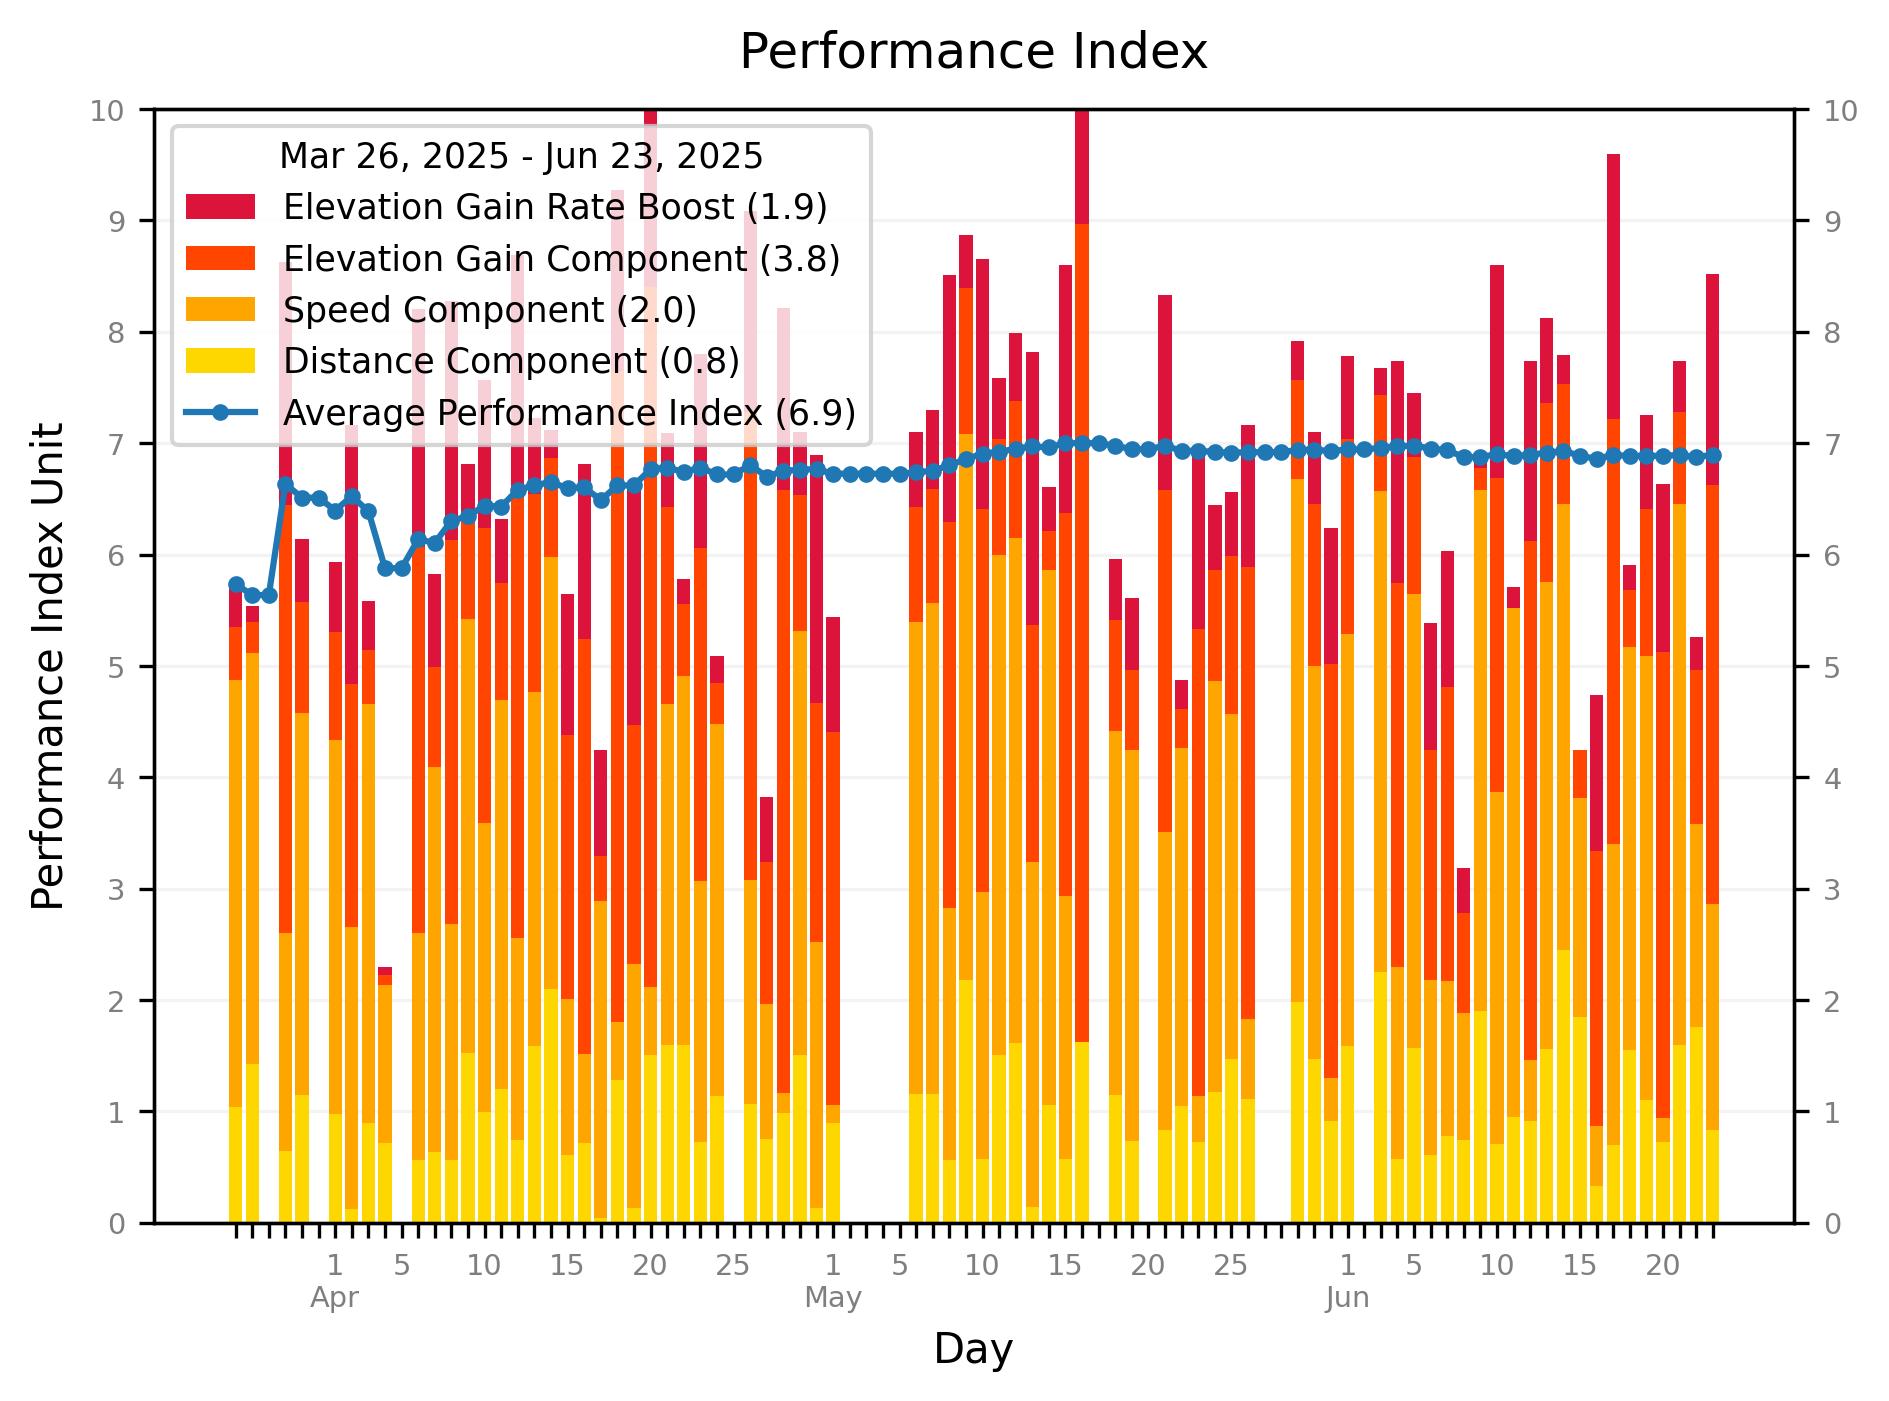 Performance Index
Mar 26, 2025 - Jun 23, 2025
Elevation Gain Rate Boost (1.9)
Elevation Gain Component (3.8)
Speed Component (2.0)
Distance Component (0.8)
Average Performance Index (6.9)
Performance Index Unit
10
9
8
7
6
5
4
3
2
1
0
10
9
8
7
6
5
4
3
2
1
0
1 5 10 15 20 25 1 5 10 15 20 25 1 5 10 15 20
Apr May Jun
Day